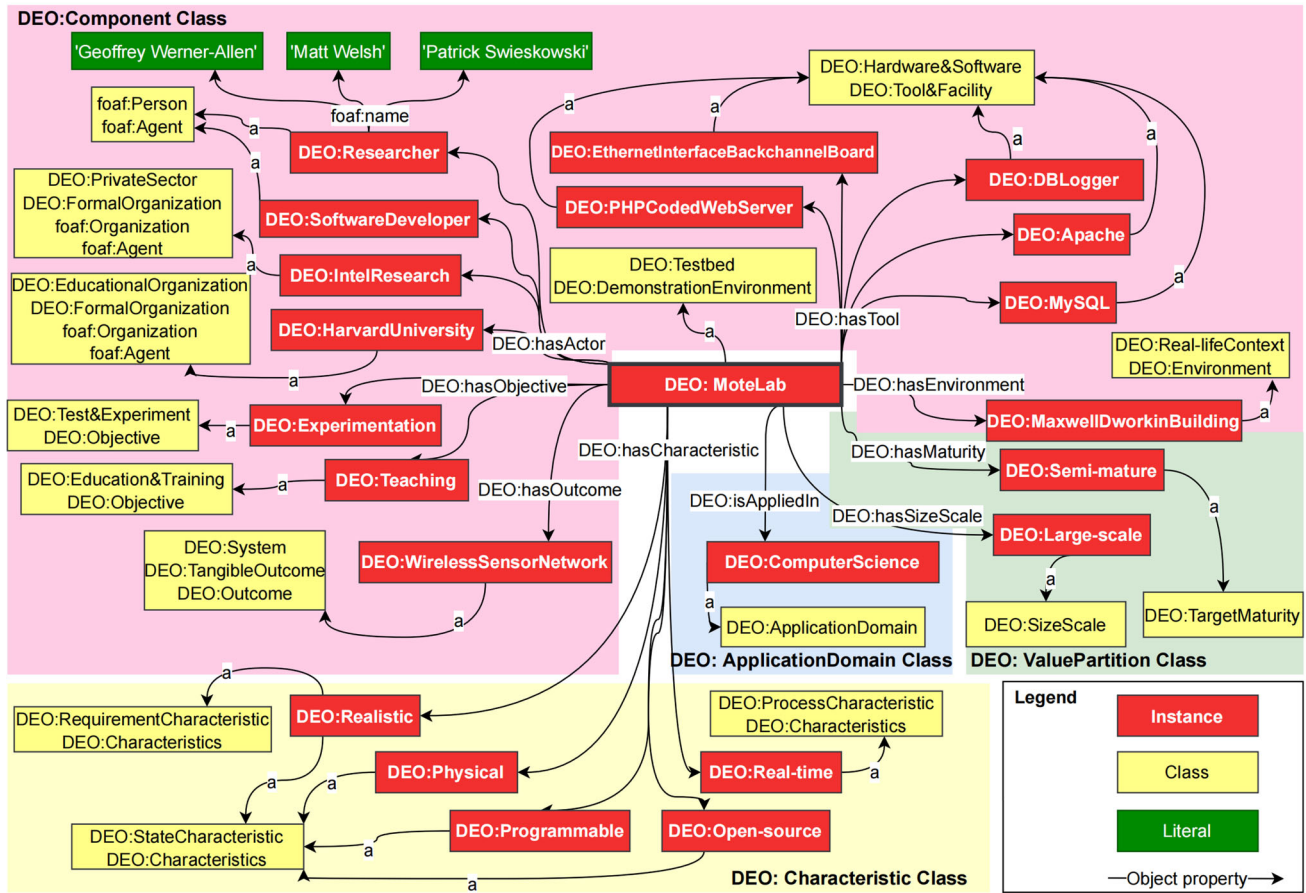 DEO:Component Class
'Geoffrey Werner-Allen'
'Matt Welsh'
'Patrick Swieskowski'
foaf:name
foaf:Person
foaf:Agent
a
a
DEO:Researcher
DEO:SoftwareDeveloper
DEO:PrivateSector
DEO:FormalOrganization
foaf:Organization
foaf:Agent
a
DEO:IntelResearch
DEO:EducationalOrganization
DEO:FormalOrganization
foaf:Organization
foaf:Agent
a
DEO:HarvardUniversity
DEO:hasActor
DEO:Hardware&Software
DEO:Tool&Facility
a
a
a
a
a
DEO:EthernetInterfaceBackchannelBoard
DEO:PHPCodedWebServer
DEO:DBLogger
DEO:Apache
DEO:MySQL
DEO:hasTool
DEO:Testbed
DEO:DemonstrationEnvironment
a
DEO: MoteLab
DEO:hasEnvironment
DEO:Real-lifeContext
DEO:Environment
a
DEO:MaxwellDworkinBuilding
DEO:hasObjective
DEO:Test&Experiment
DEO:Objective
a
DEO:Experimentation
DEO:Education&Training
DEO:Objective
a
DEO:Teaching
DEO:hasOutcome
DEO:System
DEO:TangibleOutcome
DEO:Outcome
a
DEO:WirelessSensorNetwork
DEO:hasCharacteristic
DEO:isAppliedIn
DEO:ComputerScience
a
DEO:ApplicationDomain
DEO: ApplicationDomain Class
DEO:hasMaturity
DEO:Semi-mature
a
DEO:TargetMaturity
DEO:hasSizeScale
DEO:Large-scale
a
DEO:SizeScale
DEO: ValuePartition Class
a
DEO:RequirementCharacteristic
DEO:Characteristics
DEO:Realistic
a
DEO:Physical
a
DEO:StateCharacteristic
DEO:Characteristics
a
DEO:Programmable
a
DEO:Open-source
DEO:ProcessCharacteristic
DEO:Characteristics
DEO:Real-time
a
DEO: Characteristic Class
Legend
Instance
Class
Literal
Object property